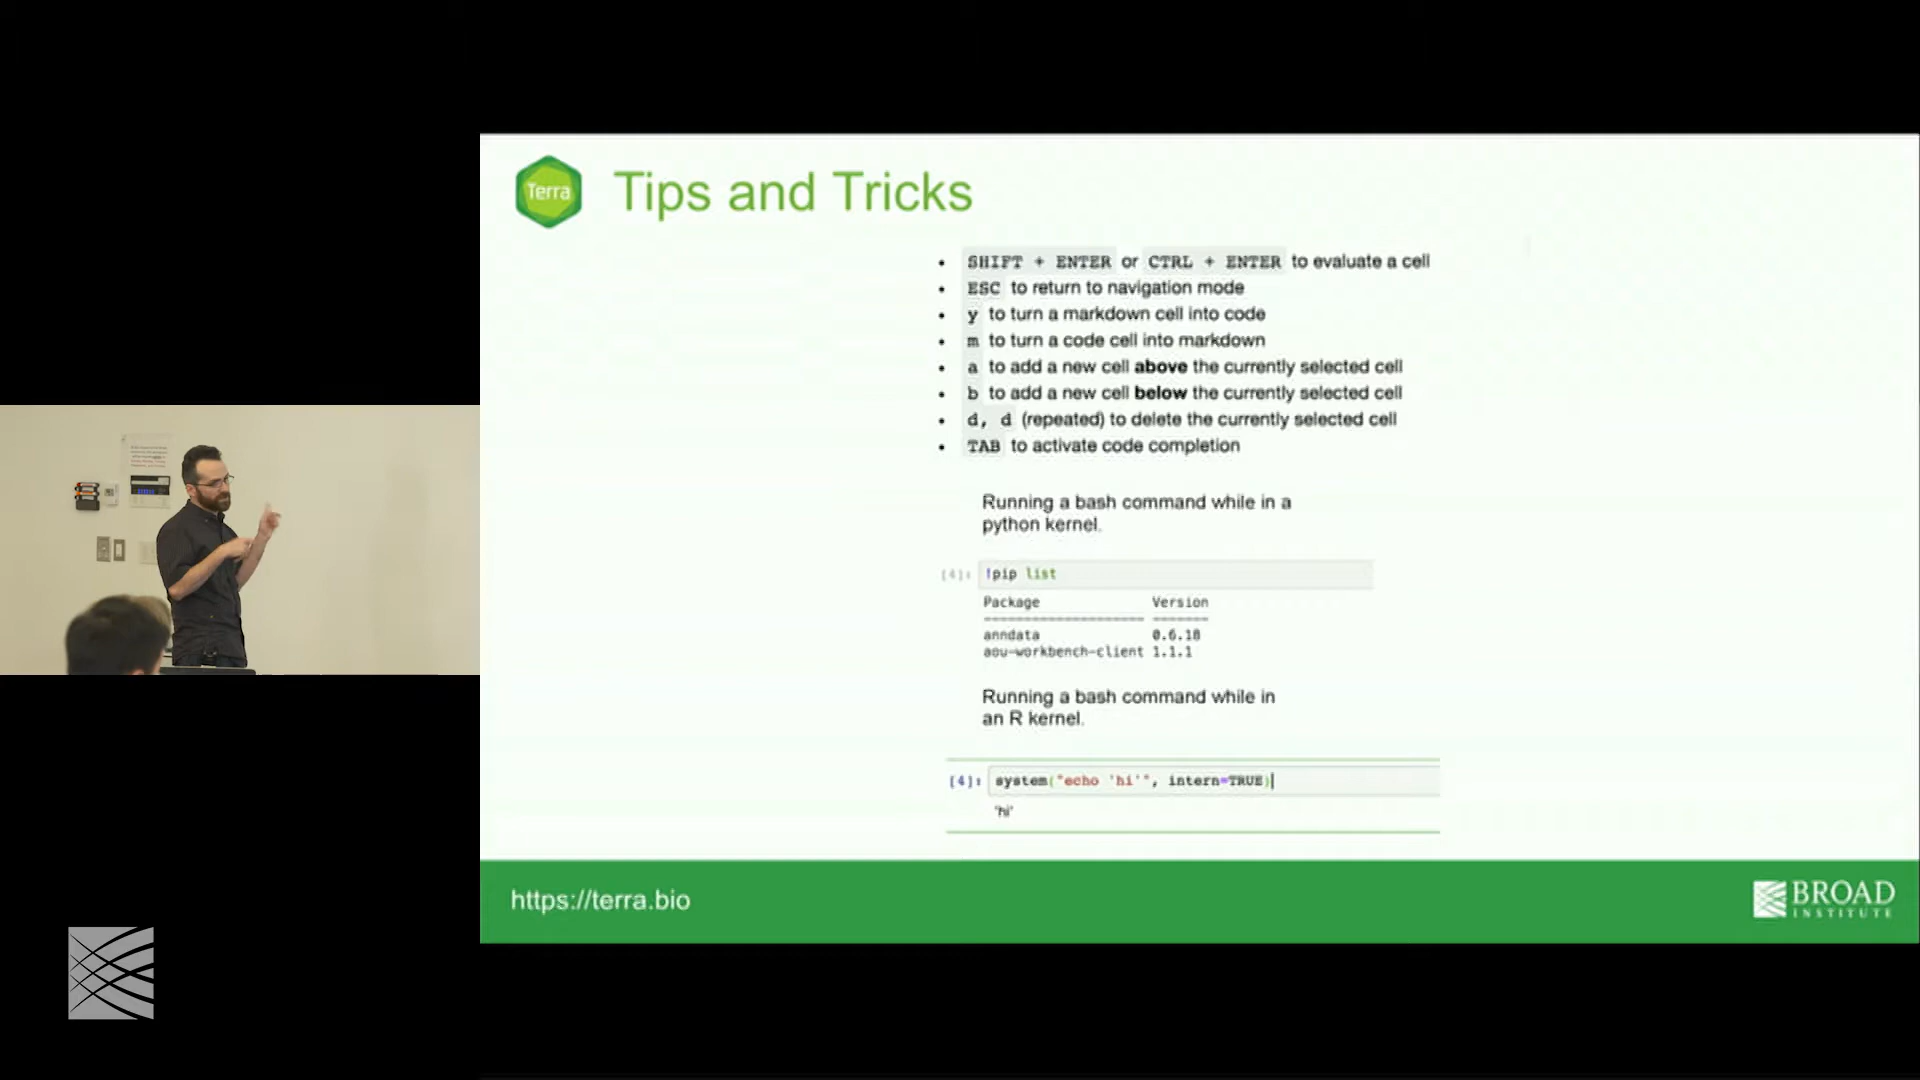 Terra
Tips and Tricks
• SHIFT + ENTER or CTRL + ENTER to evaluate a cell
• ESC to return to navigation mode
• y to turn a markdown cell into code
• m to turn a code cell into markdown
• a to add a new cell above the currently selected cell
• b to add a new cell below the currently selected cell
• d, d (repeated) to delete the currently selected cell
• TAB to activate code completion
Running a bash command while in a
python kernel.
[4]: !pip list
Package Version
-------------------- -------
anndata 0.6.18
aou-workbench-client 1.1.1
Running a bash command while in
an R kernel.
[4]: system("echo 'hi'", intern=TRUE)
'hi'
https://terra.bio
BROAD
INSTITUTE